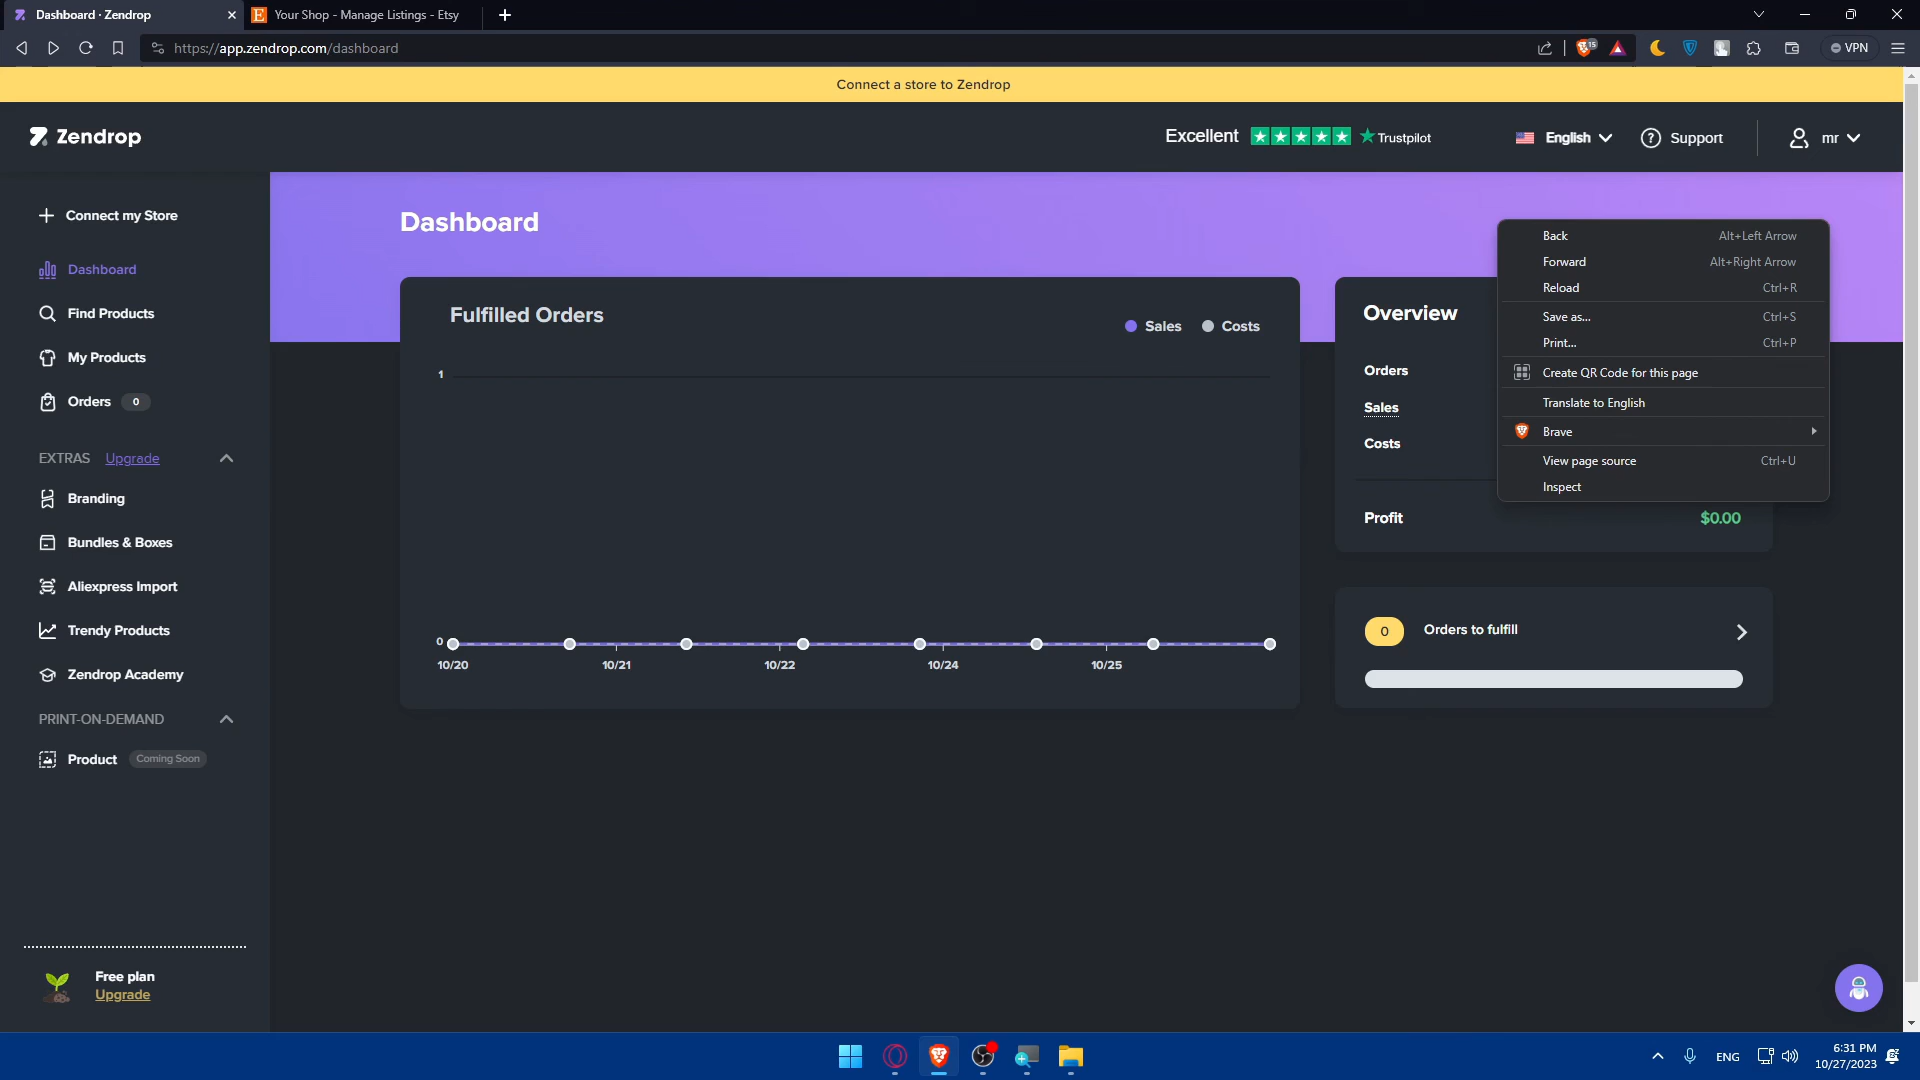 Dashboard · Zendrop
Your Shop - Manage Listings - Etsy
https://app.zendrop.com/dashboard
15
VPN
Connect a store to Zendrop
Zendrop
Excellent
Trustpilot
English
Support
mr
Connect my Store
Dashboard
Find Products
My Products
Orders 0
EXTRAS Upgrade
Branding
Bundles & Boxes
Aliexpress Import
Trendy Products
Zendrop Academy
PRINT-ON-DEMAND
Product Coming Soon
Free plan
Upgrade
Dashboard
Fulfilled Orders
Sales Costs
1
0
10/20 10/21 10/22 10/24 10/25
Overview
Orders
Sales
Costs
Profit $0.00
0 Orders to fulfill
Back Alt+Left Arrow
Forward Alt+Right Arrow
Reload Ctrl+R
Save as... Ctrl+S
Print... Ctrl+P
Create QR Code for this page
Translate to English
Brave
View page source Ctrl+U
Inspect
ENG
6:31 PM
10/27/2023